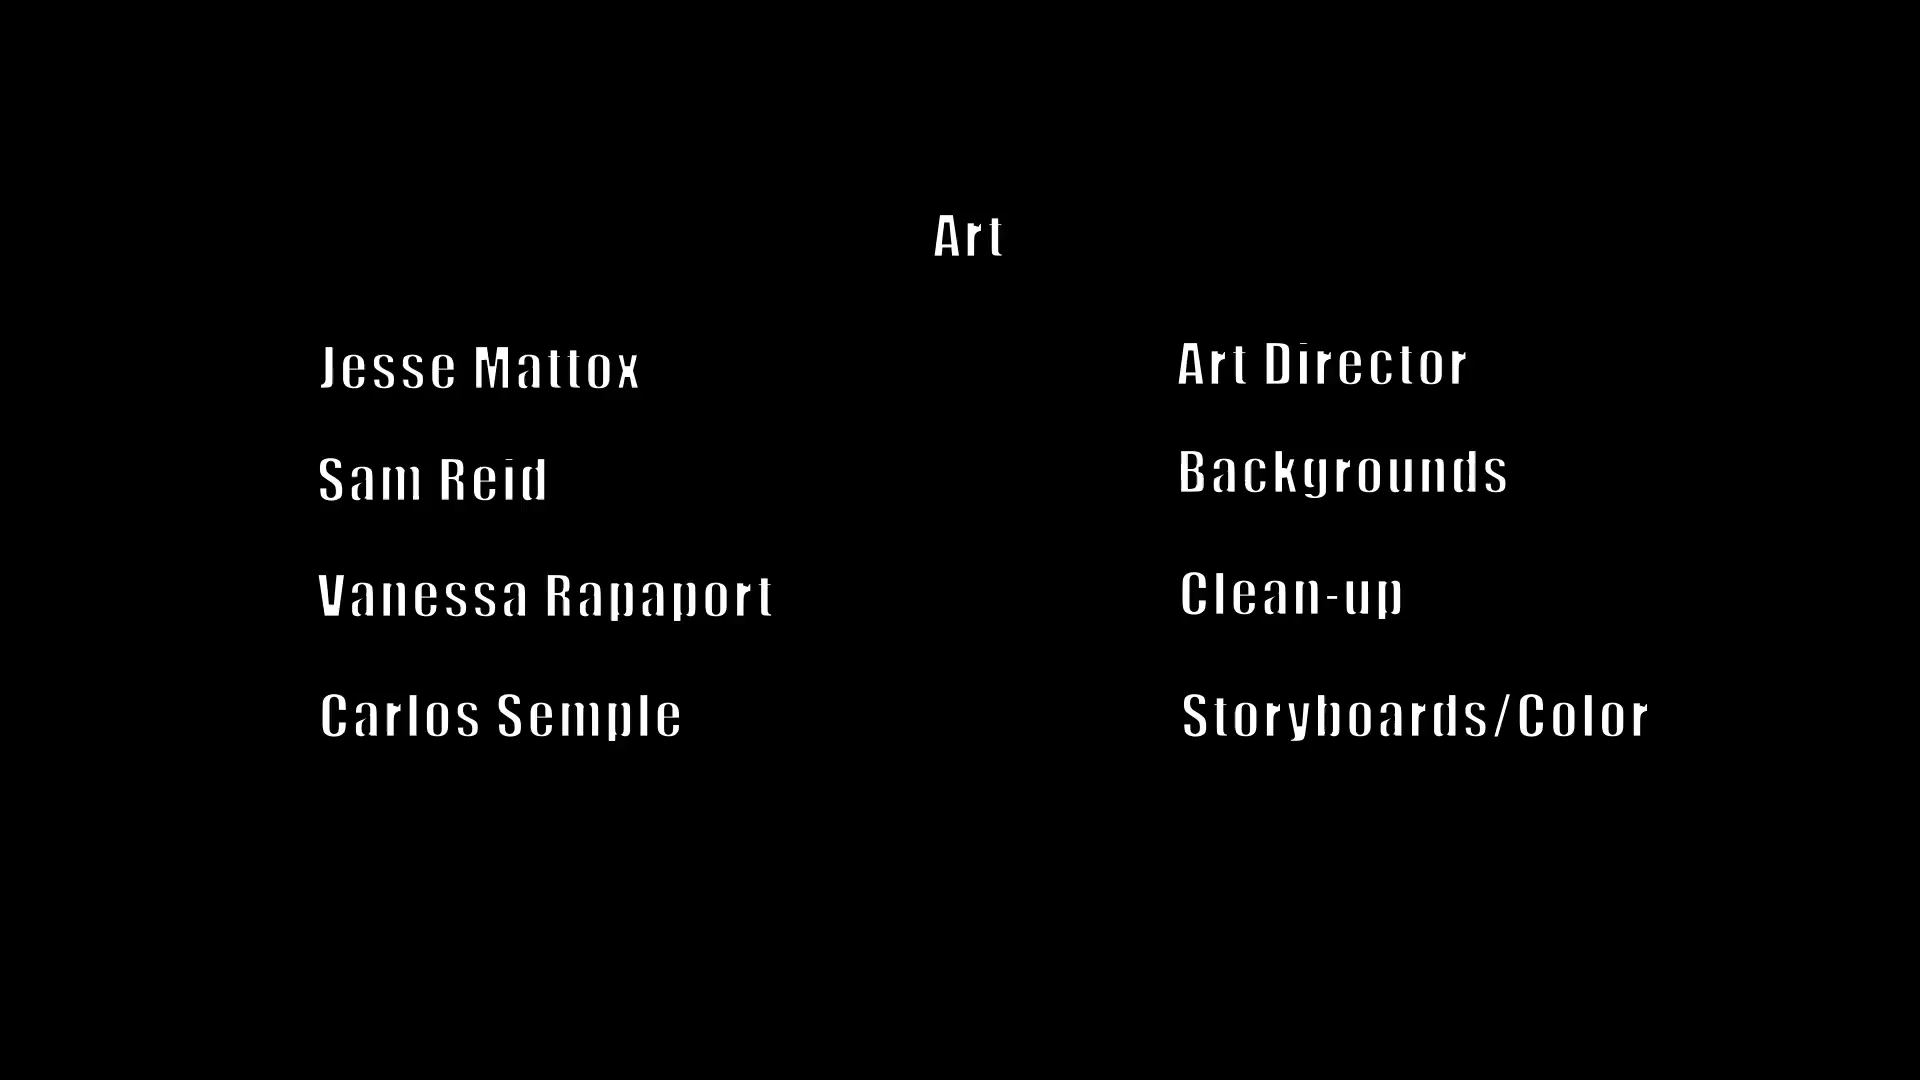 Art
Jesse Mattox Art Director
Sam Reid Backgrounds
Vanessa Rapaport Clean-up
Carlos Semple Storyboards/Color